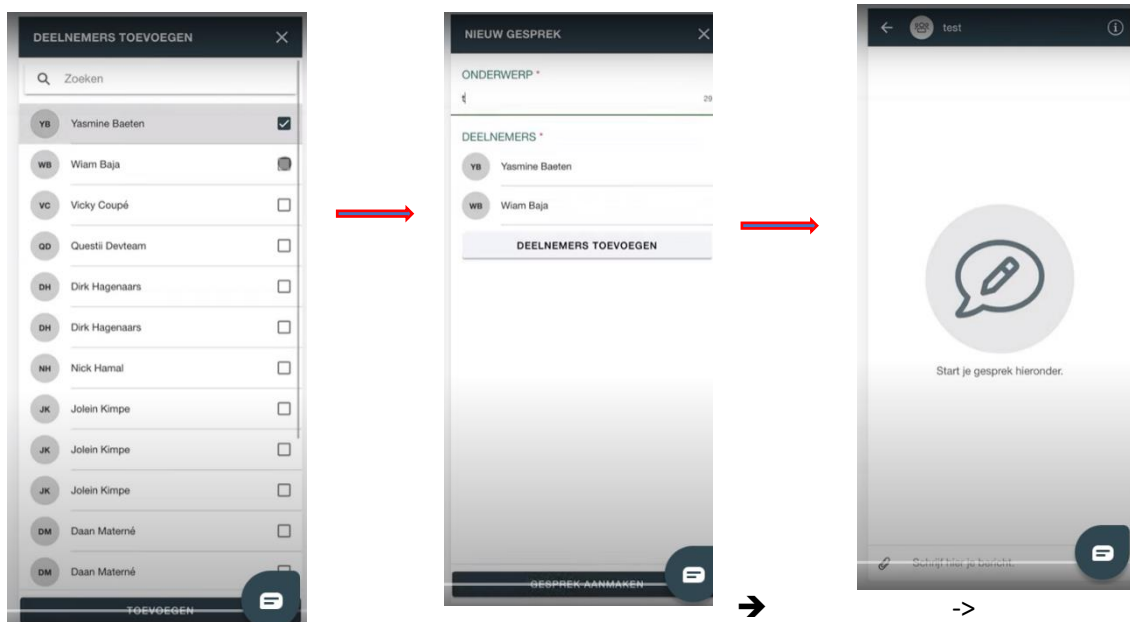 DEELNEMERS TOEVOEGEN
Zoeken
YB Yasmine Baeten
WB Wiam Baja
VC Vicky Coupé
QD Questii Devteam
DH Dirk Hagenaars
DH Dirk Hagenaars
NH Nick Hamal
JK Jolein Kimpe
JK Jolein Kimpe
JK Jolein Kimpe
DM Daan Materné
DM Daan Materné
TOEVOEGEN
NIEUW GESPREK
ONDERWERP *
t 29
DEELNEMERS *
YB Yasmine Baeten
WB Wiam Baja
DEELNEMERS TOEVOEGEN
GESPREK AANMAKEN
➔
test
Start je gesprek hieronder.
Schrijf hier je bericht.
->